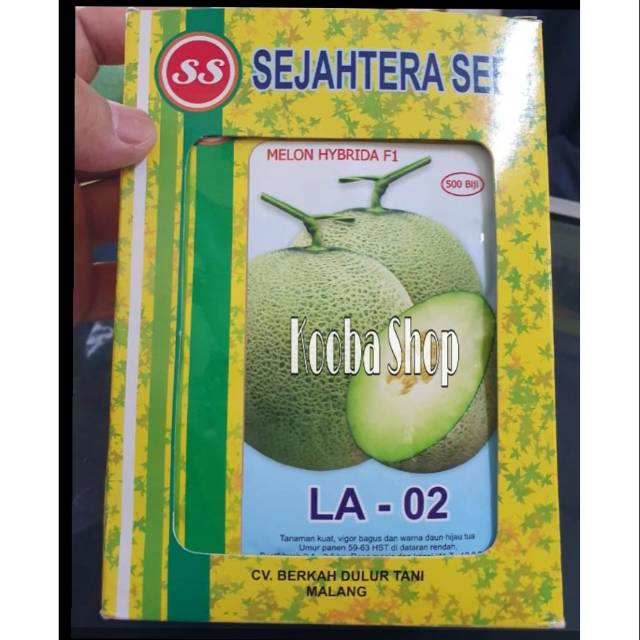 SS SEJAHTERA SEE
MELON HYBRIDA F1
500 Biji
Kooba Shop
LA - 02
Tanaman kuat, vigor bagus dan warna daun hijau tua
Umur panen 59-63 HST di dataran rendah,
CV. BERKAH DULUR TANI
MALANG